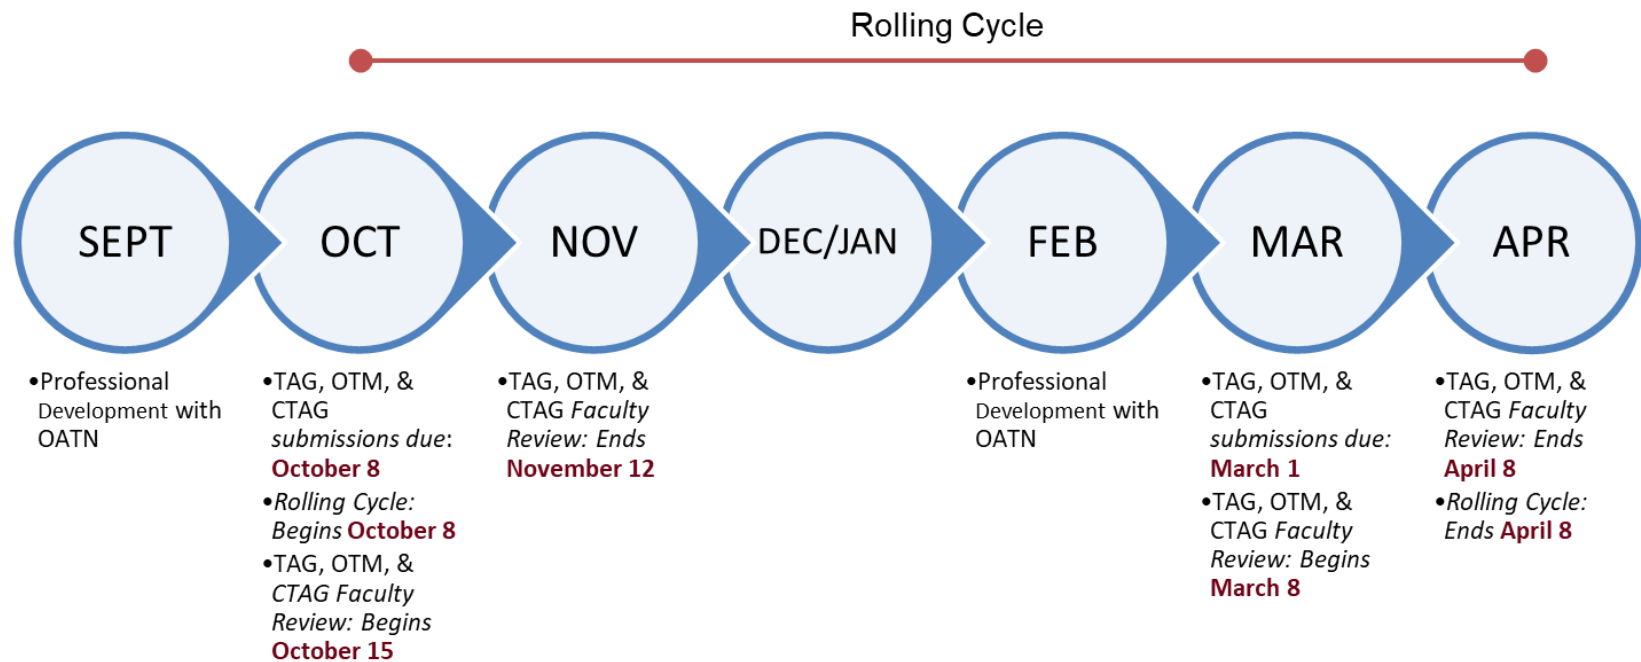 Rolling Cycle
SEPT
OCT
NOV
DEC/JAN
FEB
MAR
APR
•Professional
Development with
OATN
•TAG, OTM, &
CTAG
submissions due:
October 8
•Rolling Cycle:
Begins October 8
•TAG, OTM, &
CTAG Faculty
Review: Begins
October 15
•TAG, OTM, &
CTAG Faculty
Review: Ends
November 12
•Professional
Development with
OATN
•TAG, OTM, &
CTAG
submissions due:
March 1
•TAG, OTM, &
CTAG Faculty
Review: Begins
March 8
•TAG, OTM, &
CTAG Faculty
Review: Ends
April 8
•Rolling Cycle:
Ends April 8